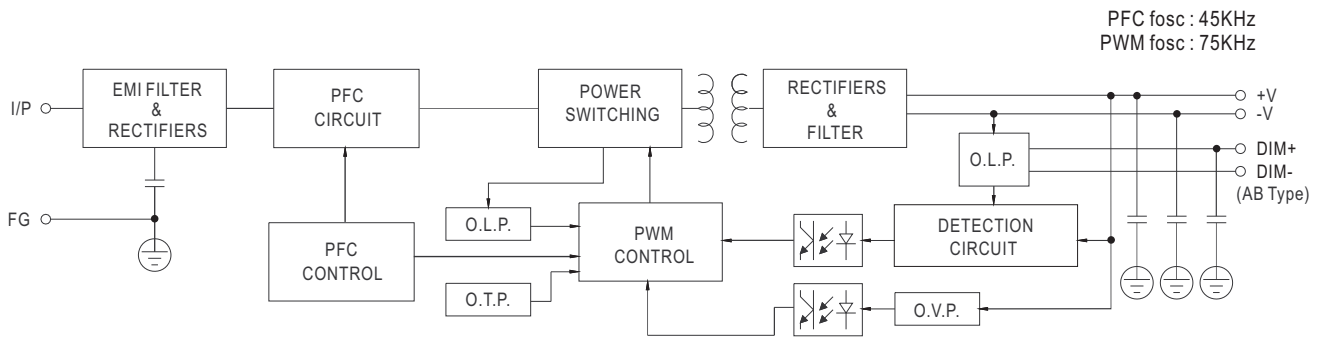 PFC fosc : 45KHz
PWM fosc : 75KHz
I/P
EMI FILTER
&
RECTIFIERS
PFC
CIRCUIT
POWER
SWITCHING
RECTIFIERS
&
FILTER
+V
-V
O.L.P.
DIM+
DIM-
(AB Type)
FG
O.L.P.
PFC
CONTROL
PWM
CONTROL
DETECTION
CIRCUIT
O.T.P.
O.V.P.